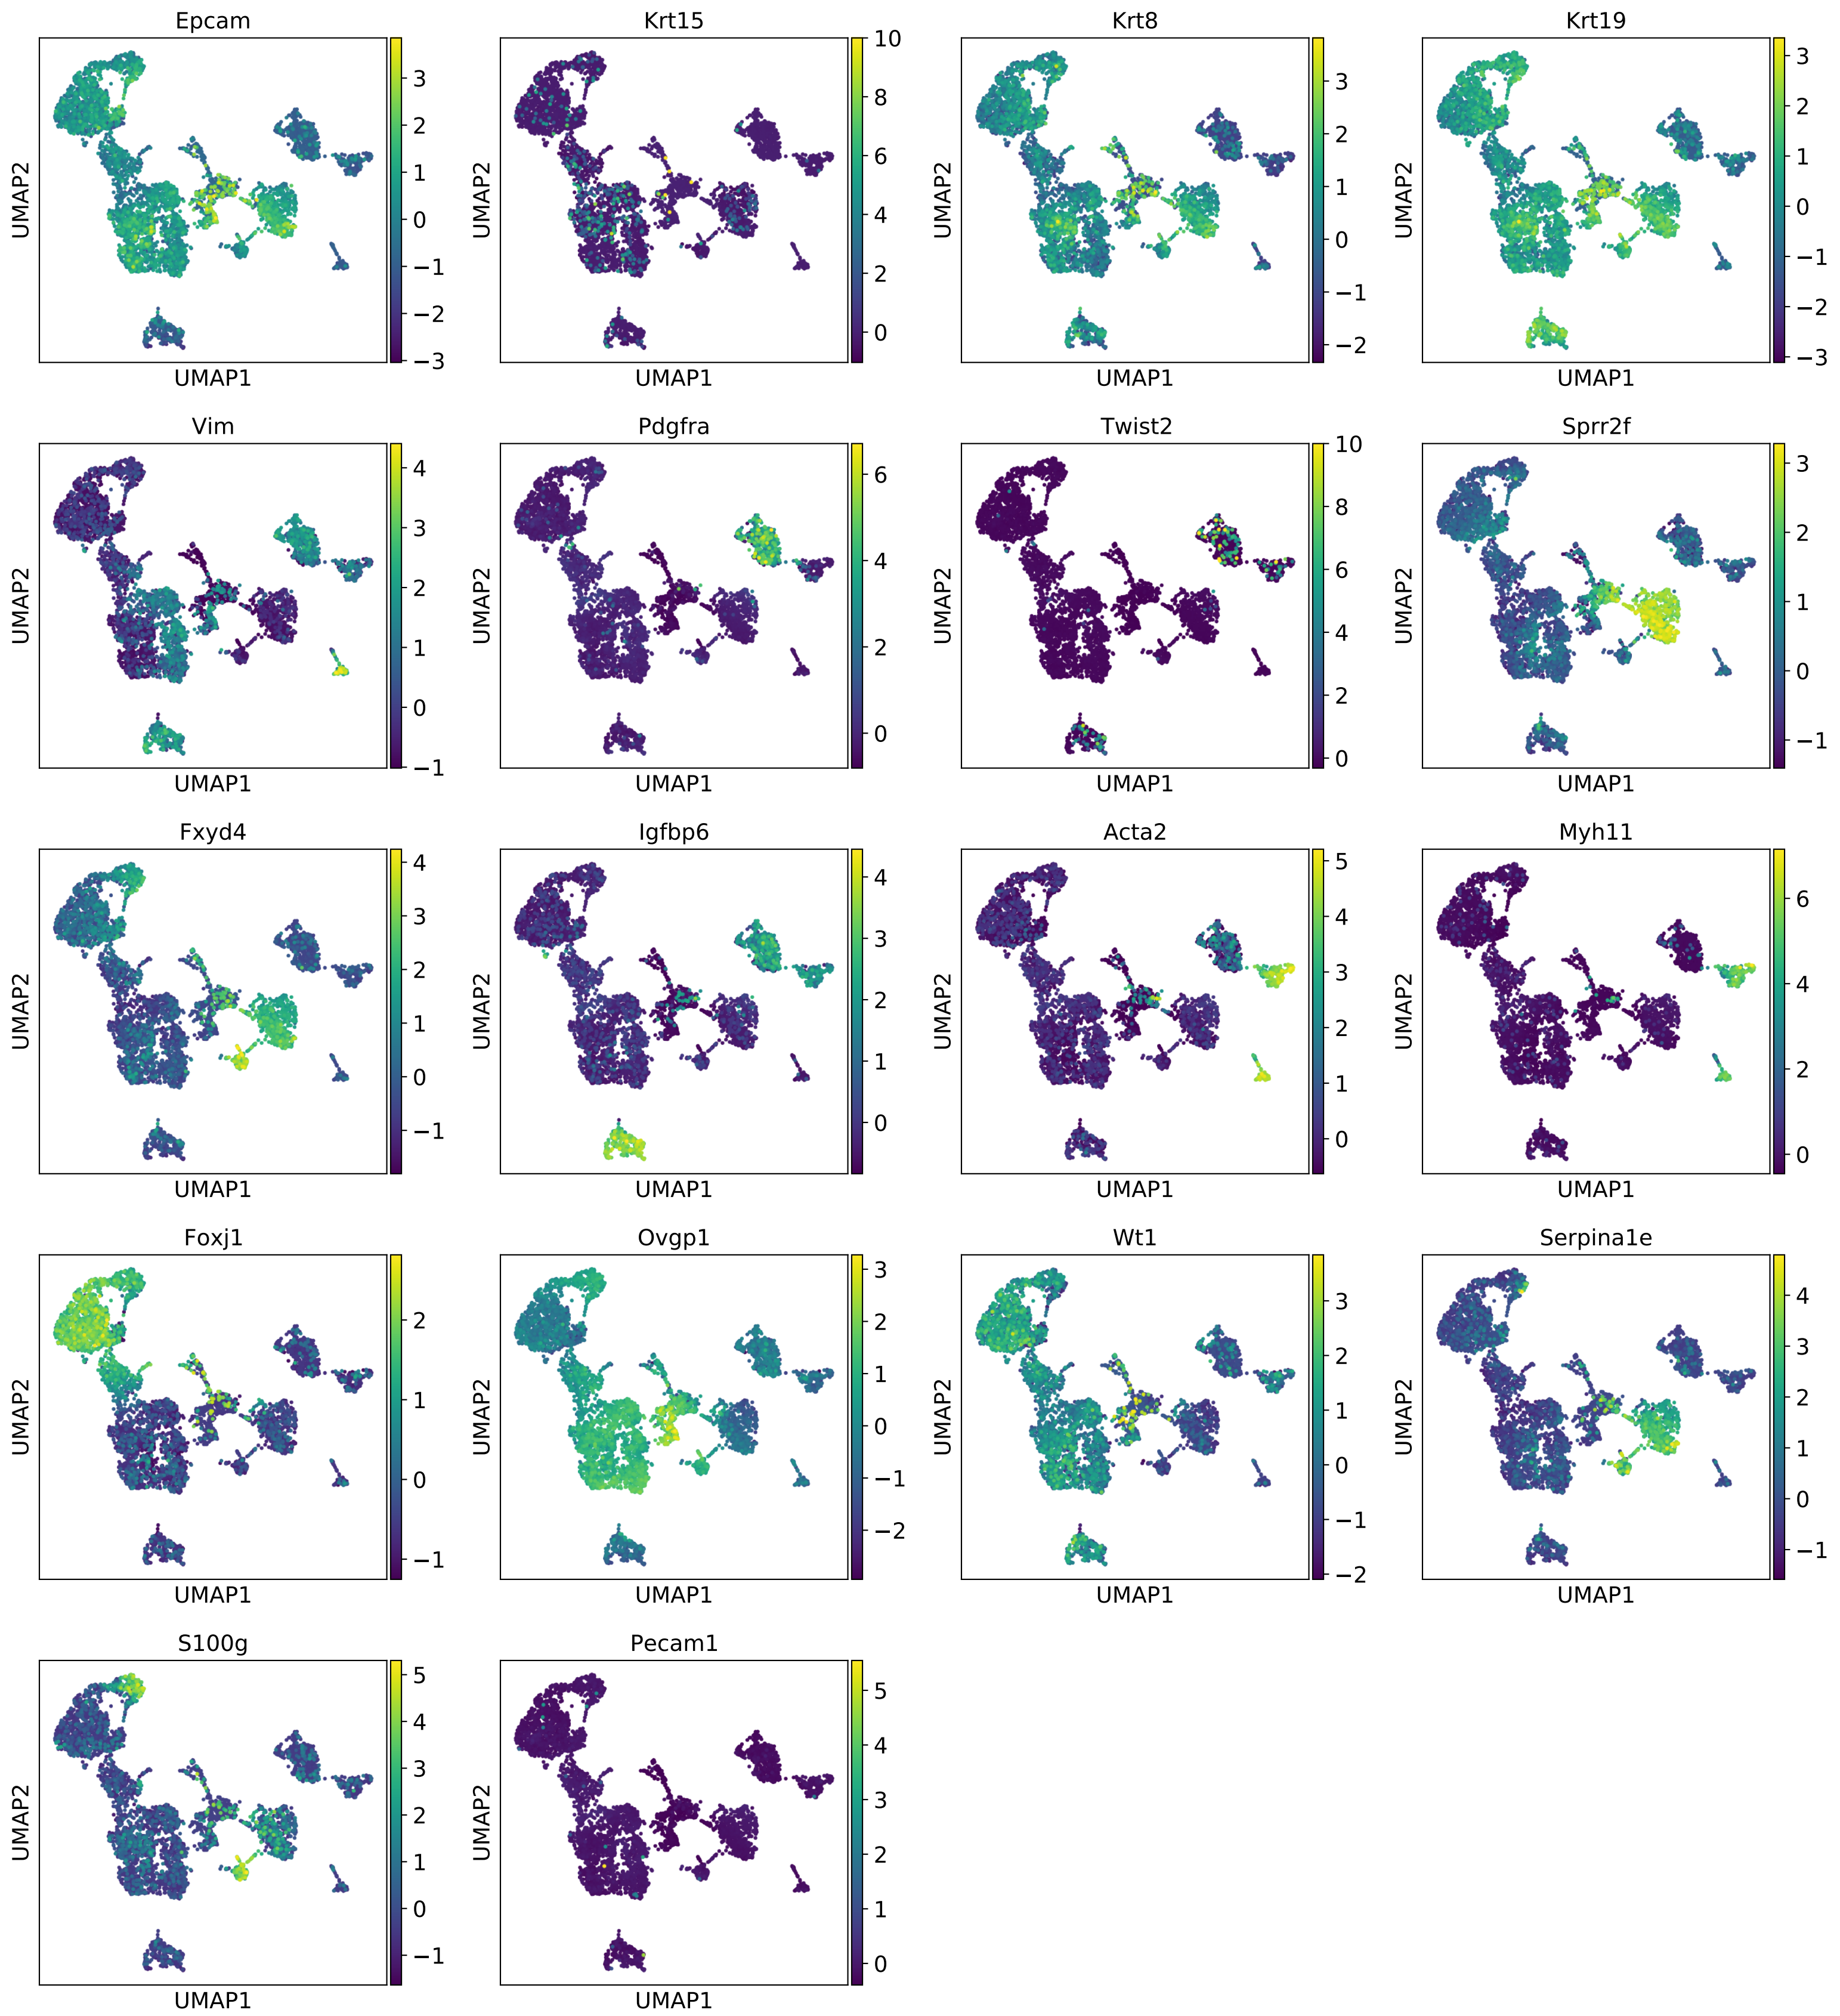 Epcam Krt15 Krt8 Krt19
3 2 1 0 −1 −2 −3
10 8 6 4 2 0
3 2 1 0 −1 −2
3 2 1 0 −1 −2 −3
UMAP2 UMAP2 UMAP2 UMAP2
UMAP1 UMAP1 UMAP1 UMAP1
Vim Pdgfra Twist2 Sprr2f
4 3 2 1 0 −1
6 4 2 0
10 8 6 4 2 0
3 2 1 0 −1
UMAP2 UMAP2 UMAP2 UMAP2
UMAP1 UMAP1 UMAP1 UMAP1
Fxyd4 Igfbp6 Acta2 Myh11
4 3 2 1 0 −1
4 3 2 1 0
5 4 3 2 1 0
6 4 2 0
UMAP2 UMAP2 UMAP2 UMAP2
UMAP1 UMAP1 UMAP1 UMAP1
Foxj1 Ovgp1 Wt1 Serpina1e
2 1 0 −1
3 2 1 0 −1 −2
3 2 1 0 −1 −2
4 3 2 1 0 −1
UMAP2 UMAP2 UMAP2 UMAP2
UMAP1 UMAP1 UMAP1 UMAP1
S100g Pecam1
5 4 3 2 1 0 −1
5 4 3 2 1 0
UMAP2 UMAP2
UMAP1 UMAP1